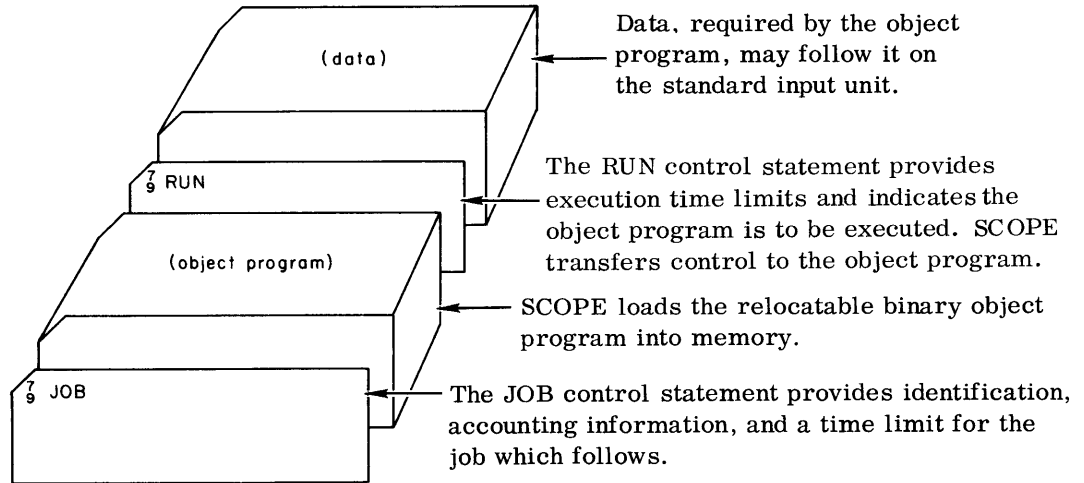 (data)
Data, required by the object
program, may follow it on
the standard input unit.
7
9 RUN
The RUN control statement provides
execution time limits and indicates the
object program is to be executed. SCOPE
transfers control to the object program.
(object program)
SCOPE loads the relocatable binary object
program into memory.
7
9 JOB
The JOB control statement provides identification,
accounting information, and a time limit for the
job which follows.